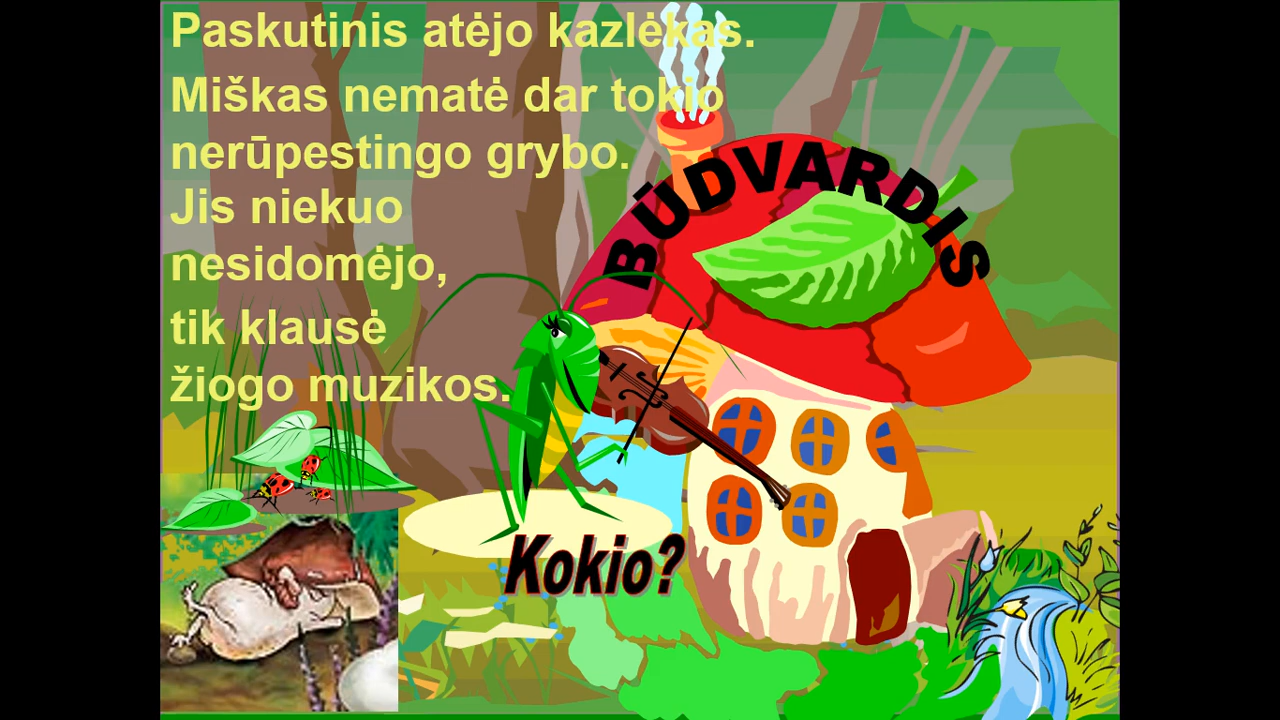 Paskutinis atėjo kazlėkas.
Miškas nematė dar tokio
nerūpestingo grybo.
Jis niekuo
nesidomėjo,
tik klausė
žiogo muzikos.
BŪDVARDIS
Kokio?